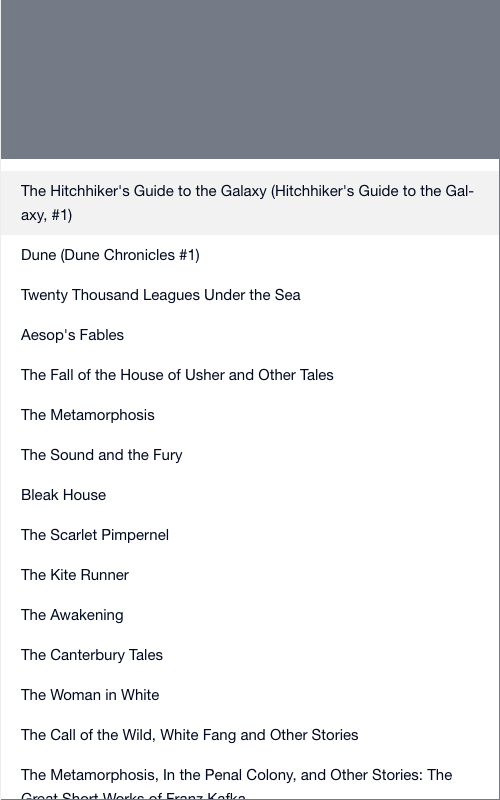 The Hitchhiker's Guide to the Galaxy (Hitchhiker's Guide to the Gal-
axy, #1)
Dune (Dune Chronicles #1)
Twenty Thousand Leagues Under the Sea
Aesop's Fables
The Fall of the House of Usher and Other Tales
The Metamorphosis
The Sound and the Fury
Bleak House
The Scarlet Pimpernel
The Kite Runner
The Awakening
The Canterbury Tales
The Woman in White
The Call of the Wild, White Fang and Other Stories
The Metamorphosis, In the Penal Colony, and Other Stories: The
Great Short Works of Franz Kafka